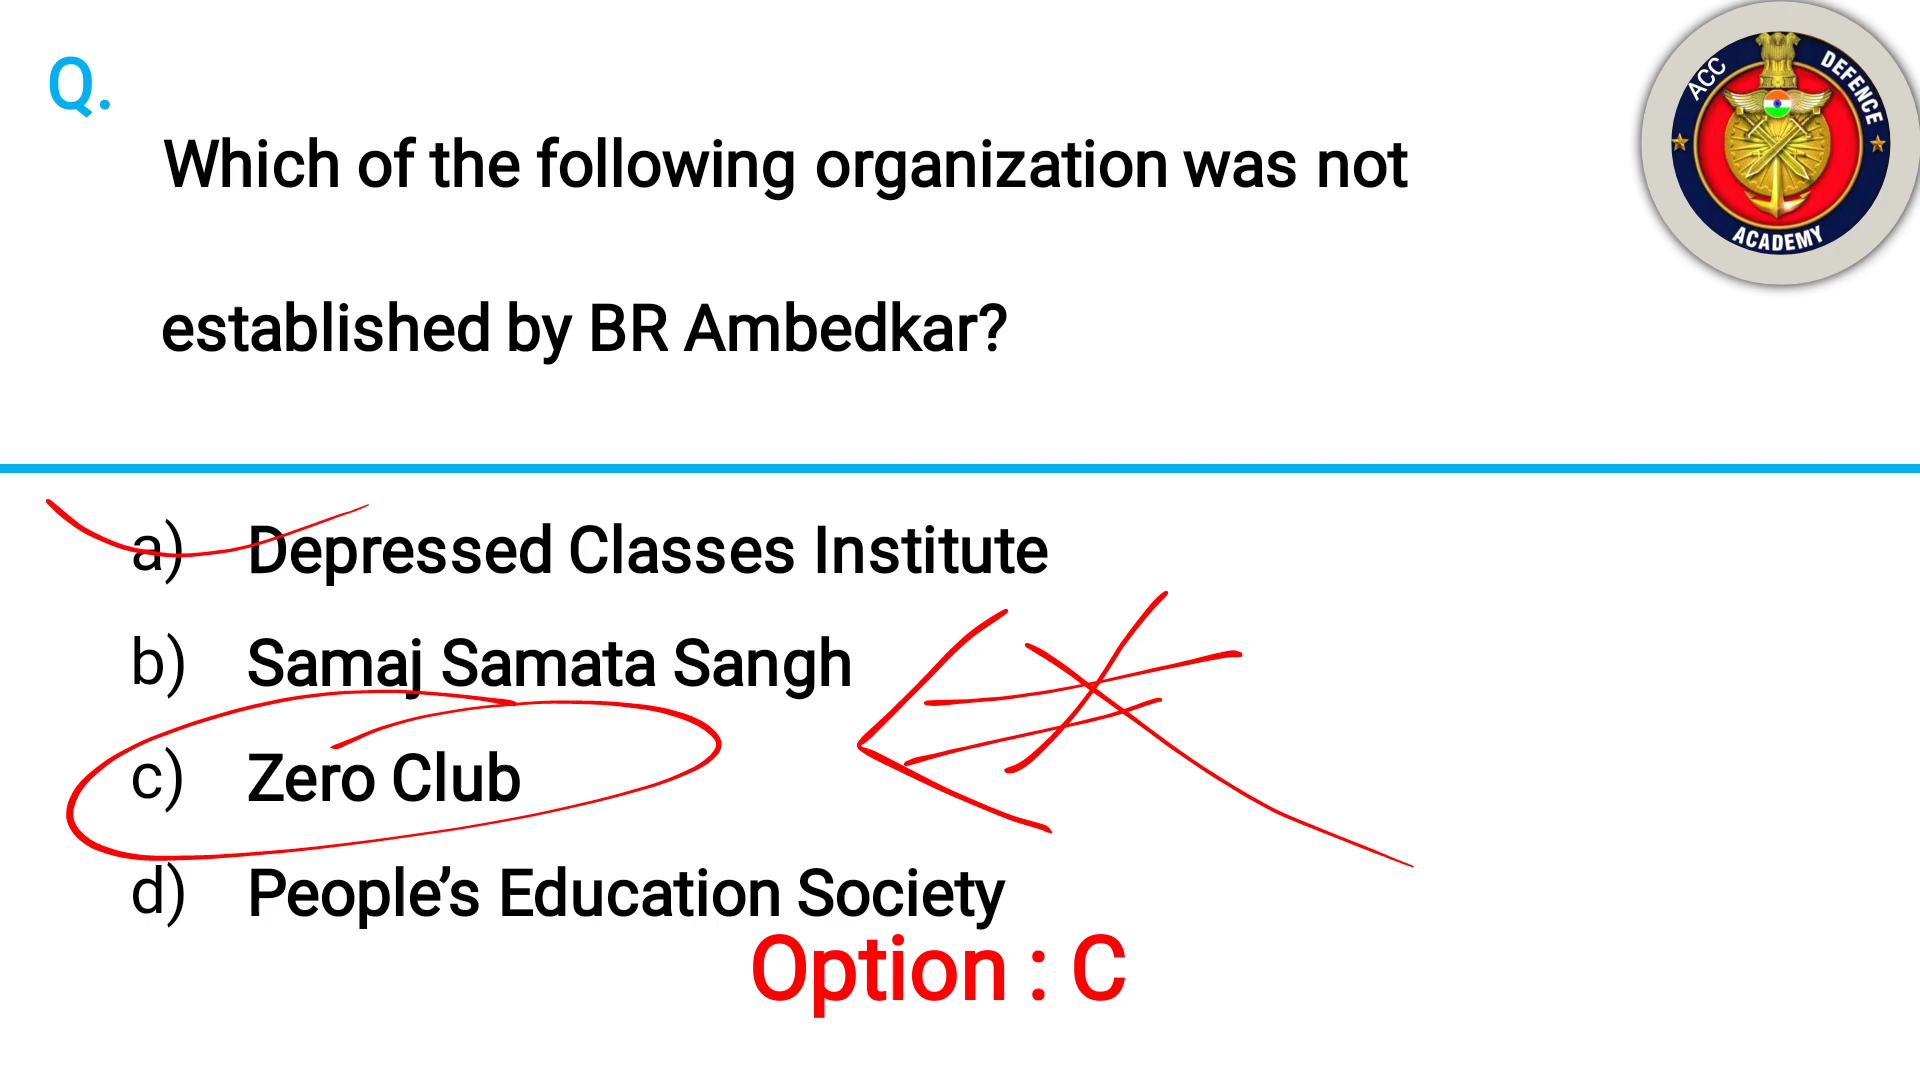 Q.
Which of the following organization was not
established by BR Ambedkar?
ACC DEFENCE
ACADEMY
a) Depressed Classes Institute
b) Samaj Samata Sangh
c) Zero Club
d) People’s Education Society
Option : C